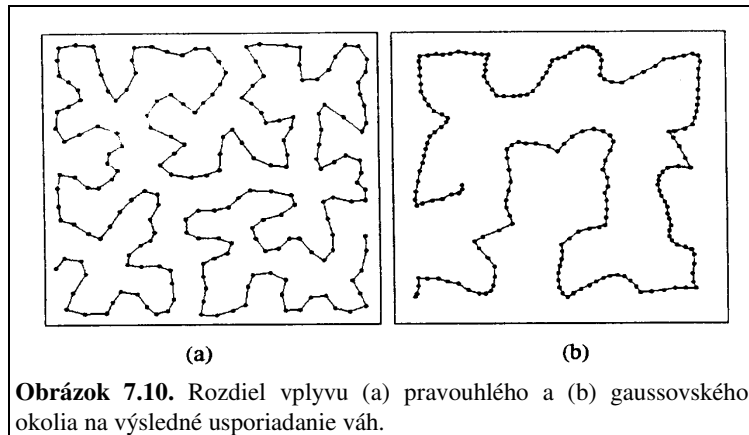 (a)
(b)
Obrázok 7.10. Rozdiel vplyvu (a) pravouhlého a (b) gaussovského
okolia na výsledné usporiadanie váh.